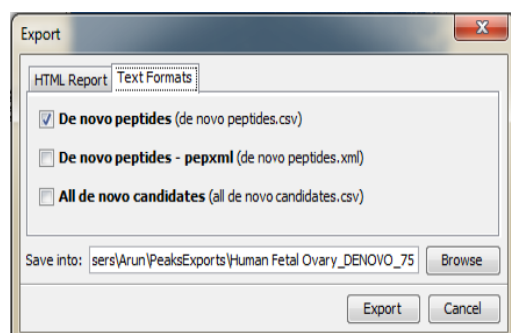 Export
HTML Report Text Formats
De novo peptides (de novo peptides.csv)
De novo peptides - pepxml (de novo peptides.xml)
All de novo candidates (all de novo candidates.csv)
Save into: sers\Arun\PeaksExports\Human Fetal Ovary_DENOVO_75 Browse
Export Cancel